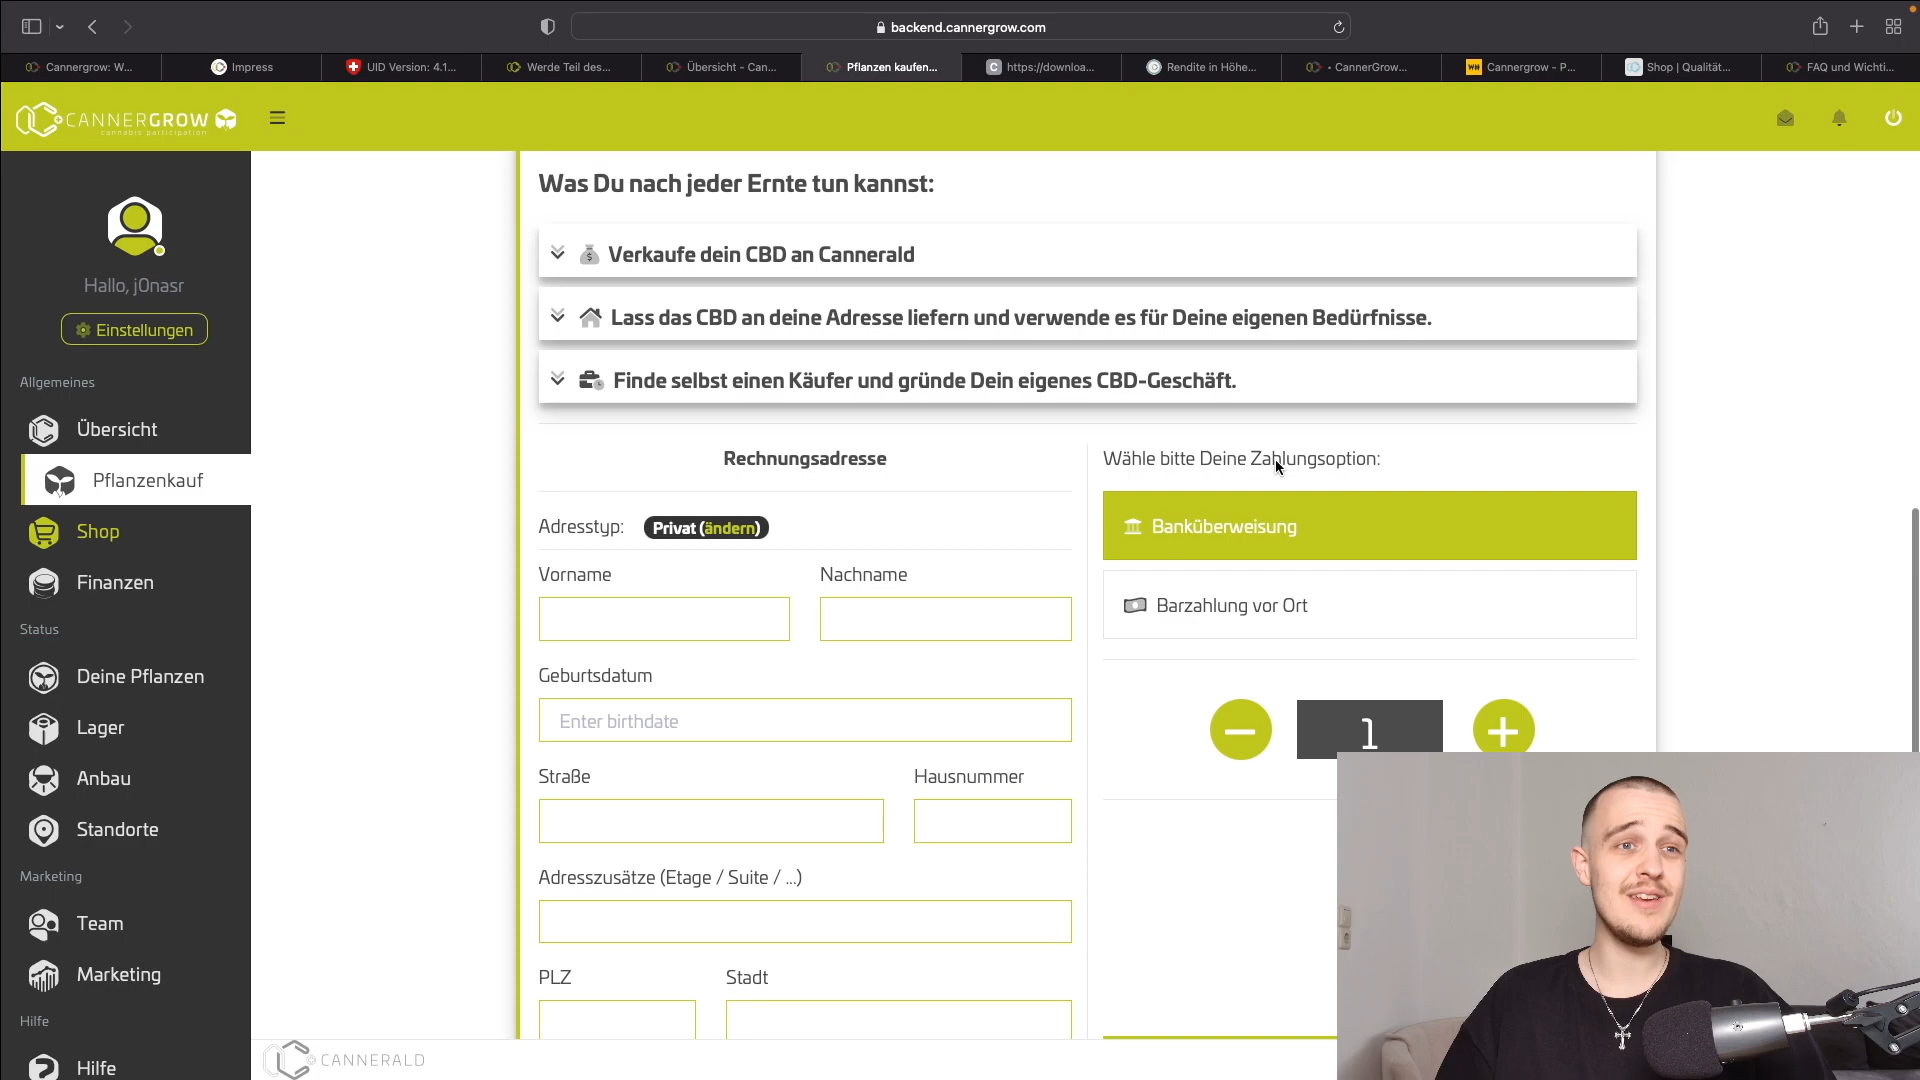 backend.cannergrow.com
Cannergrow: W...
Impress
UID Version: 4.1...
Werde Teil des...
Übersicht - Can...
Pflanzen kaufen...
https://downloa...
Rendite in Höhe...
• CannerGrow...
Cannergrow - P...
Shop | Qualität...
FAQ und Wichti...
CANNERGROW
cannabis participation
Hallo, j0nasr
Einstellungen
Allgemeines
Übersicht
Pflanzenkauf
Shop
Finanzen
Status
Deine Pflanzen
Lager
Anbau
Standorte
Marketing
Team
Marketing
Hilfe
Hilfe
Was Du nach jeder Ernte tun kannst:
Verkaufe dein CBD an Cannerald
Lass das CBD an deine Adresse liefern und verwende es für Deine eigenen Bedürfnisse.
Finde selbst einen Käufer und gründe Dein eigenes CBD-Geschäft.
Rechnungsadresse
Adresstyp: Privat (ändern)
Vorname Nachname
Geburtsdatum
Enter birthdate
Straße Hausnummer
Adresszusätze (Etage / Suite / ...)
PLZ Stadt
Wähle bitte Deine Zahlungsoption:
Banküberweisung
Barzahlung vor Ort
1
CANNERALD